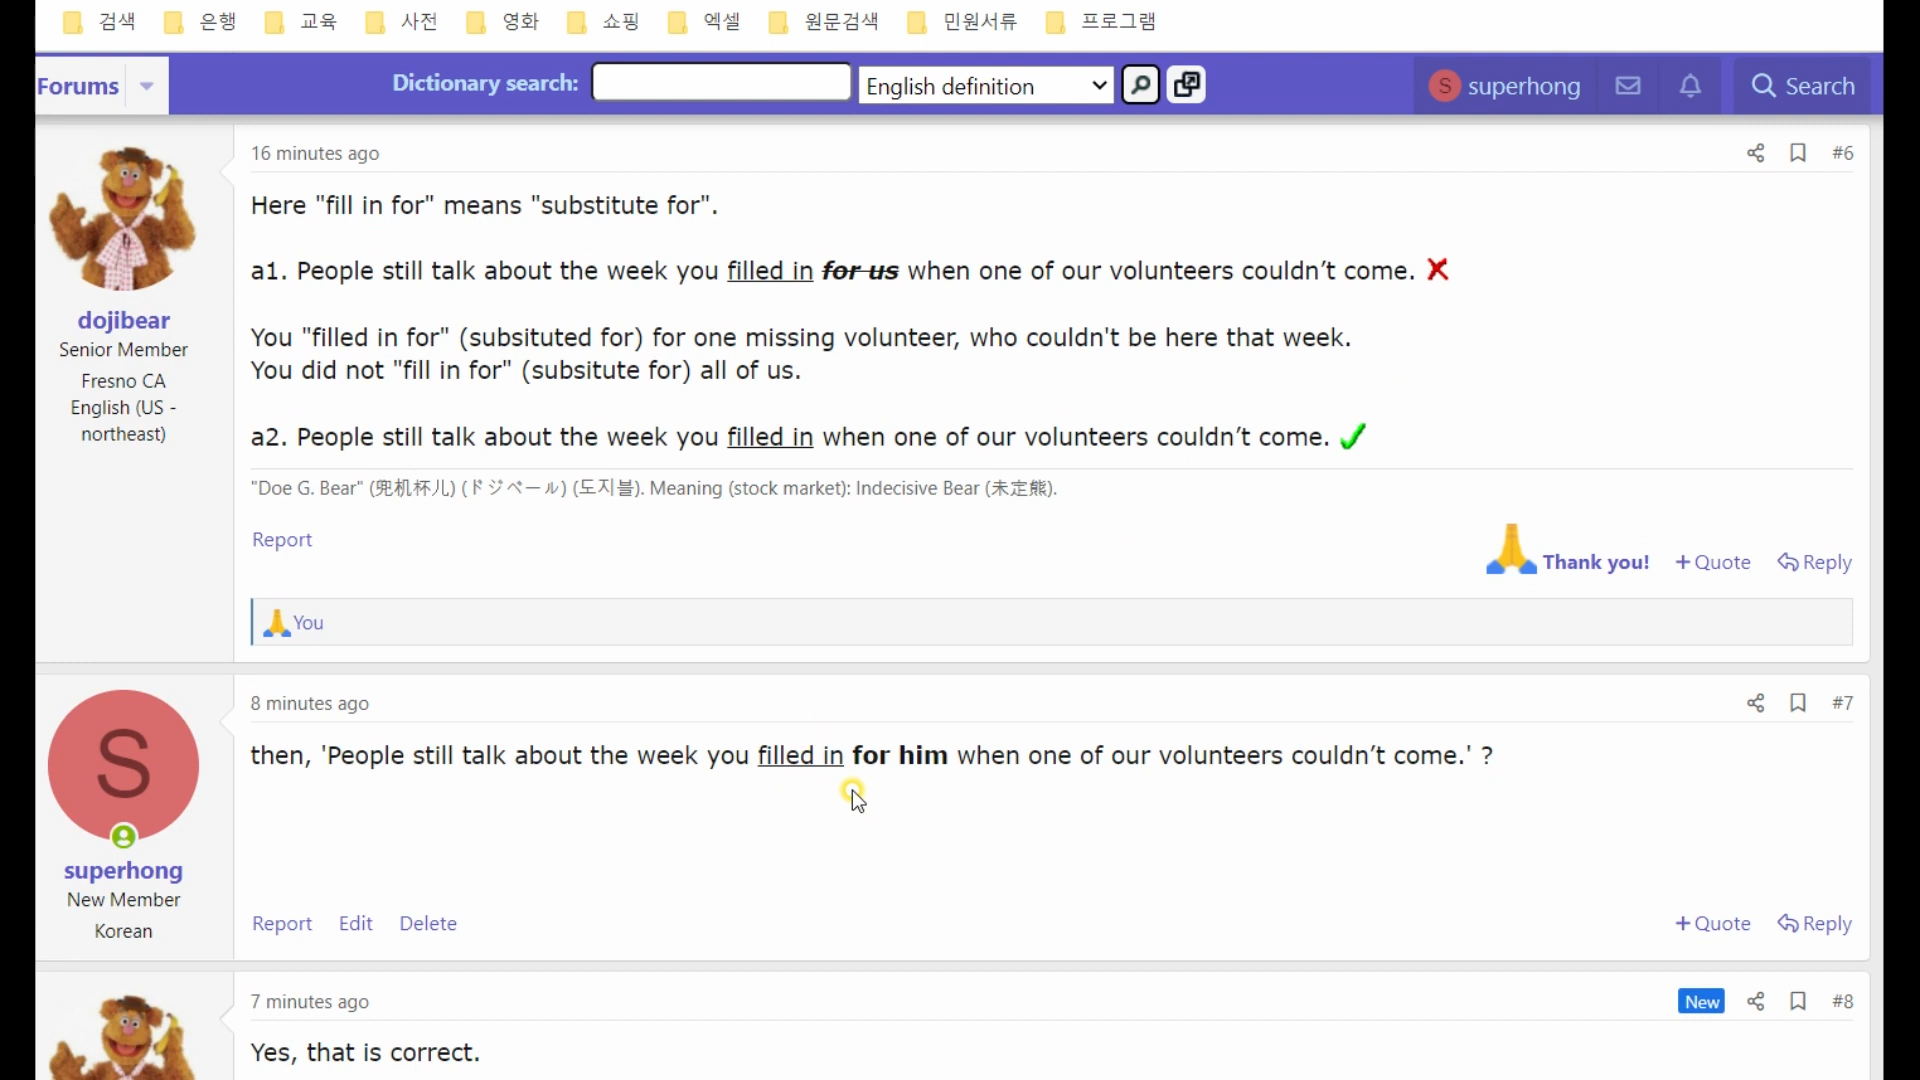 검색 은행 교육 사전 영화 쇼핑 엑셀 원문검색 민원서류 프로그램
Forums Dictionary search: English definition S superhong Search
16 minutes ago #6
Here "fill in for" means "substitute for".
a1. People still talk about the week you filled in for us when one of our volunteers couldn’t come.
dojibear
Senior Member
Fresno CA
English (US -
northeast)
You "filled in for" (subsituted for) for one missing volunteer, who couldn't be here that week.
You did not "fill in for" (subsitute for) all of us.
a2. People still talk about the week you filled in when one of our volunteers couldn’t come.
"Doe G. Bear" (兜机杯儿) (ドジベール) (도지블). Meaning (stock market): Indecisive Bear (未定熊).
Report
Thank you! +Quote Reply
You
8 minutes ago #7
then, 'People still talk about the week you filled in for him when one of our volunteers couldn’t come.' ?
S
superhong
New Member
Korean
Report Edit Delete +Quote Reply
7 minutes ago New #8
Yes, that is correct.